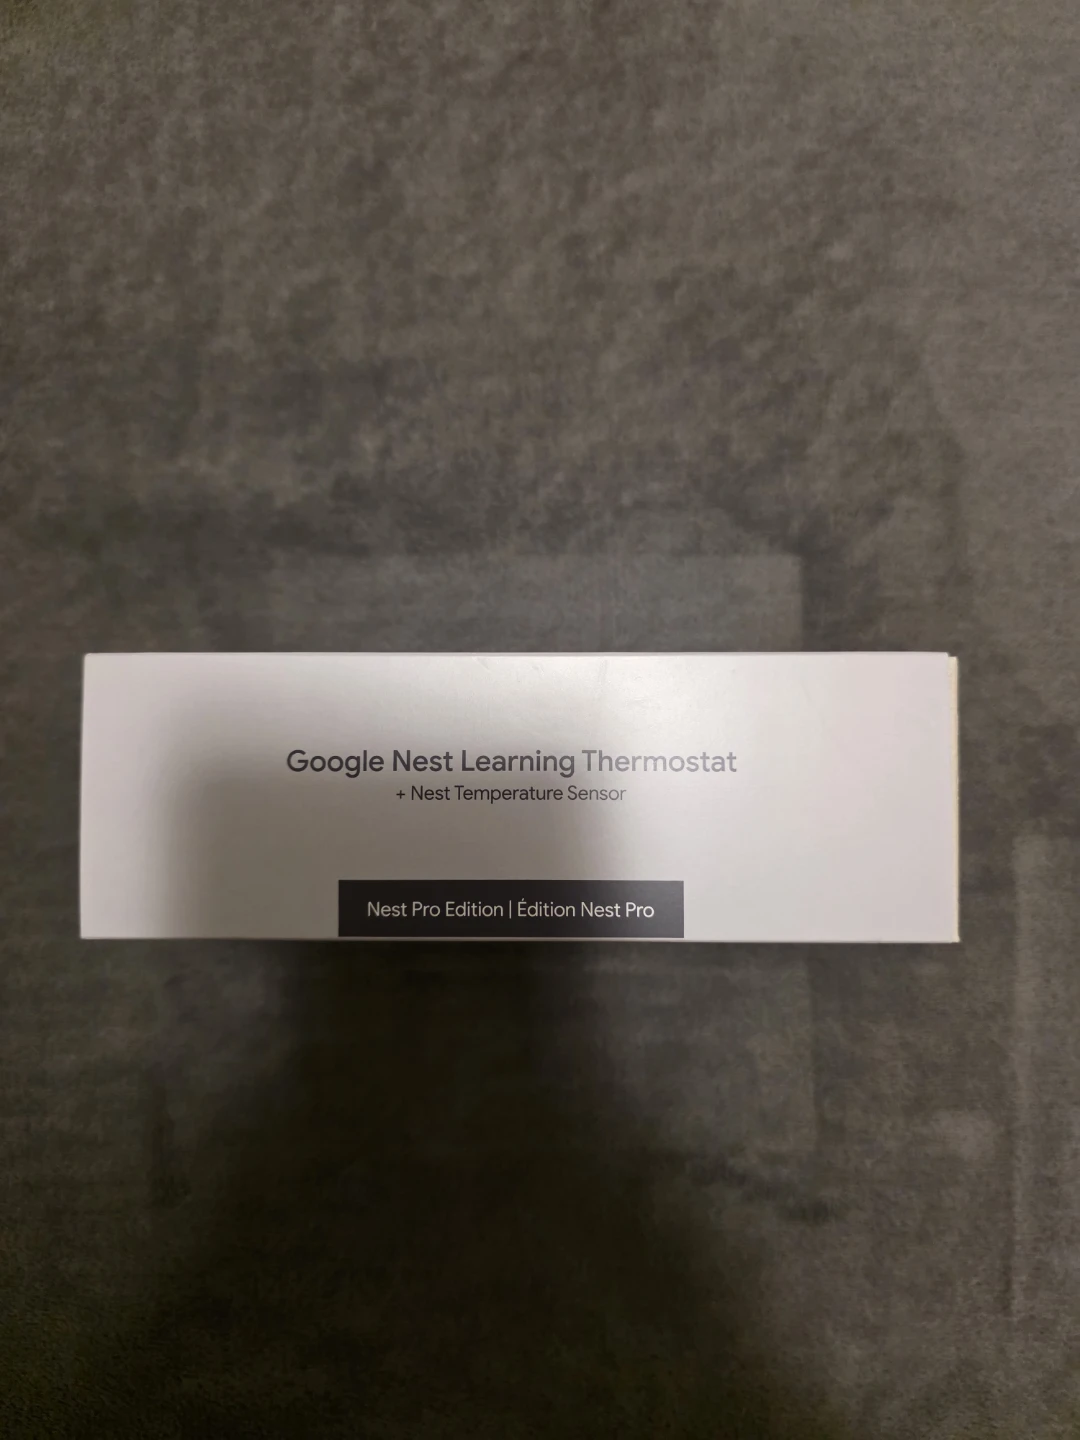 Google Nest Learning Thermostat
+ Nest Temperature Sensor
Nest Pro Edition | Édition Nest Pro